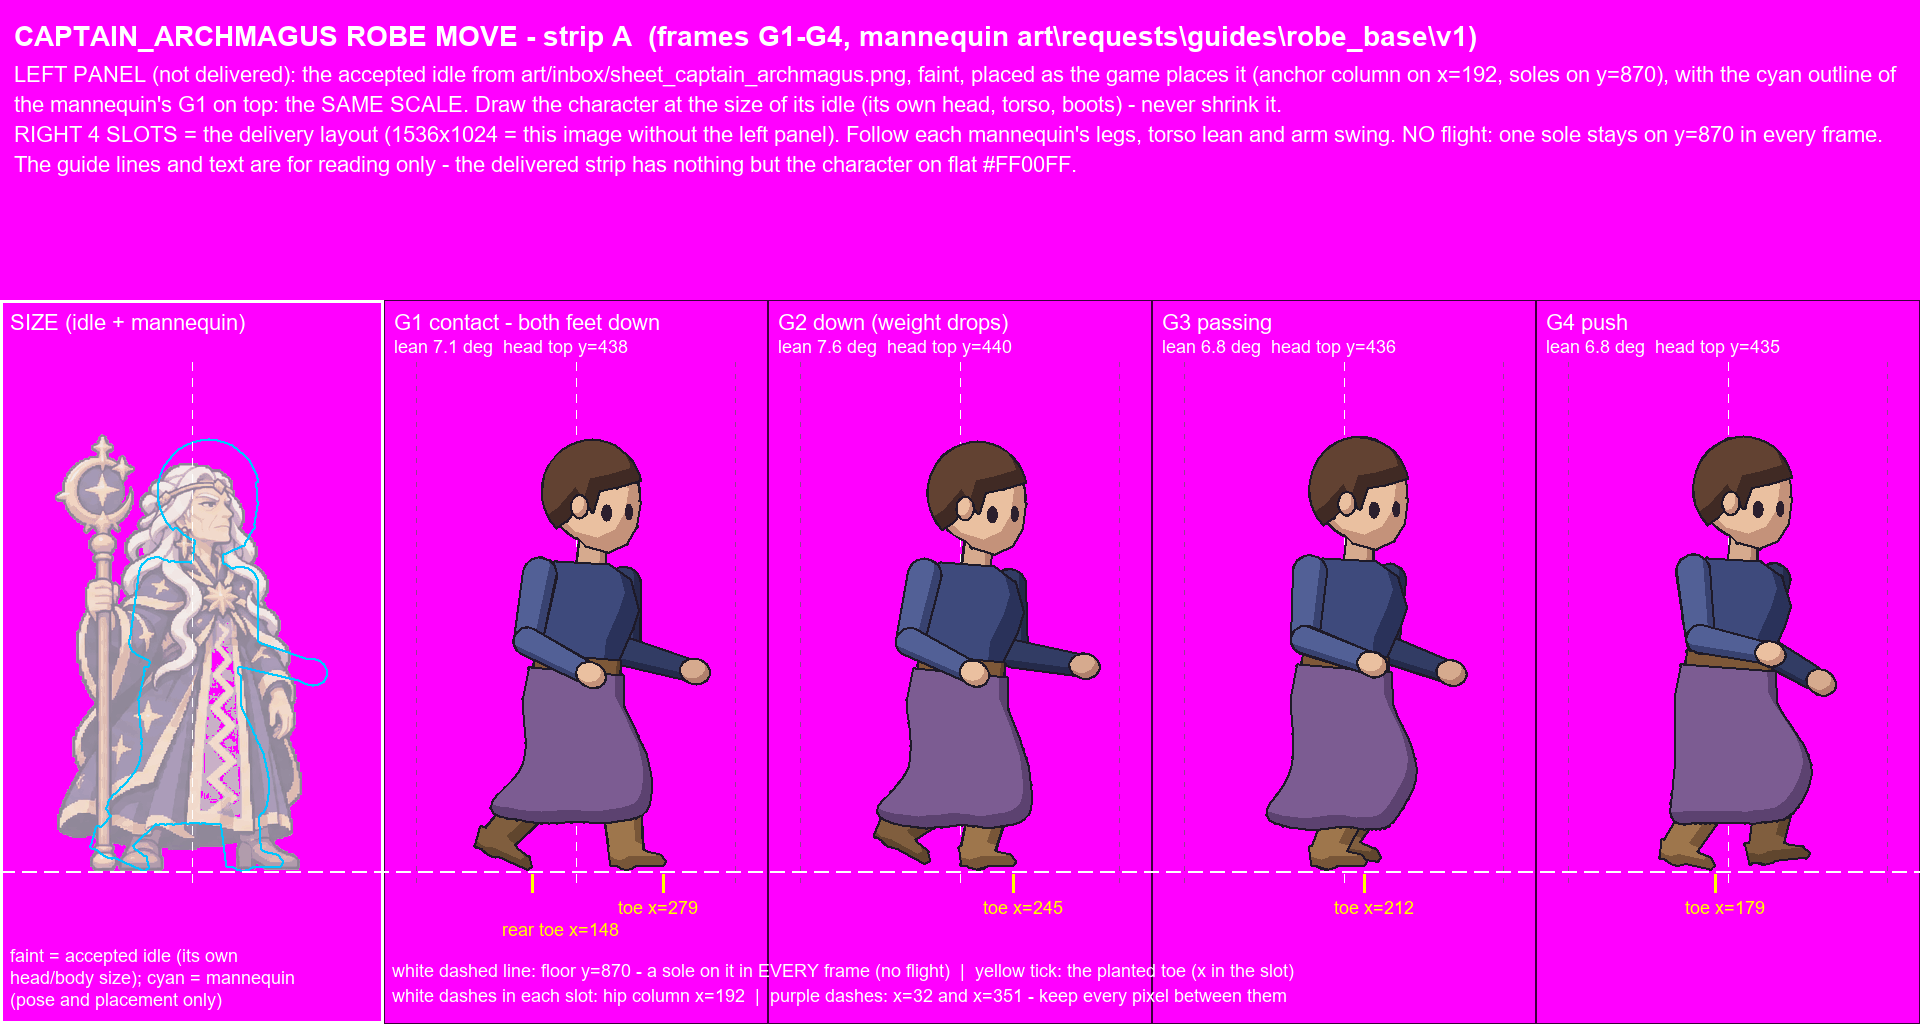 CAPTAIN_ARCHMAGUS ROBE MOVE - strip A  (frames G1-G4, mannequin art\requests\guides\robe_base\v1)
LEFT PANEL (not delivered): the accepted idle from art/inbox/sheet_captain_archmagus.png, faint, placed as the game places it (anchor column on x=192, soles on y=870), with the cyan outline of
the mannequin's G1 on top: the SAME SCALE. Draw the character at the size of its idle (its own head, torso, boots) - never shrink it.
RIGHT 4 SLOTS = the delivery layout (1536x1024 = this image without the left panel). Follow each mannequin's legs, torso lean and arm swing. NO flight: one sole stays on y=870 in every frame.
The guide lines and text are for reading only - the delivered strip has nothing but the character on flat #FF00FF.
SIZE (idle + mannequin)
G1 contact - both feet down
lean 7.1 deg  head top y=438
G2 down (weight drops)
lean 7.6 deg  head top y=440
G3 passing
lean 6.8 deg  head top y=436
G4 push
lean 6.8 deg  head top y=435
toe x=279
rear toe x=148
toe x=245
toe x=212
toe x=179
faint = accepted idle (its own
head/body size); cyan = mannequin
(pose and placement only)
white dashed line: floor y=870 - a sole on it in EVERY frame (no flight)  |  yellow tick: the planted toe (x in the slot)
white dashes in each slot: hip column x=192  |  purple dashes: x=32 and x=351 - keep every pixel between them